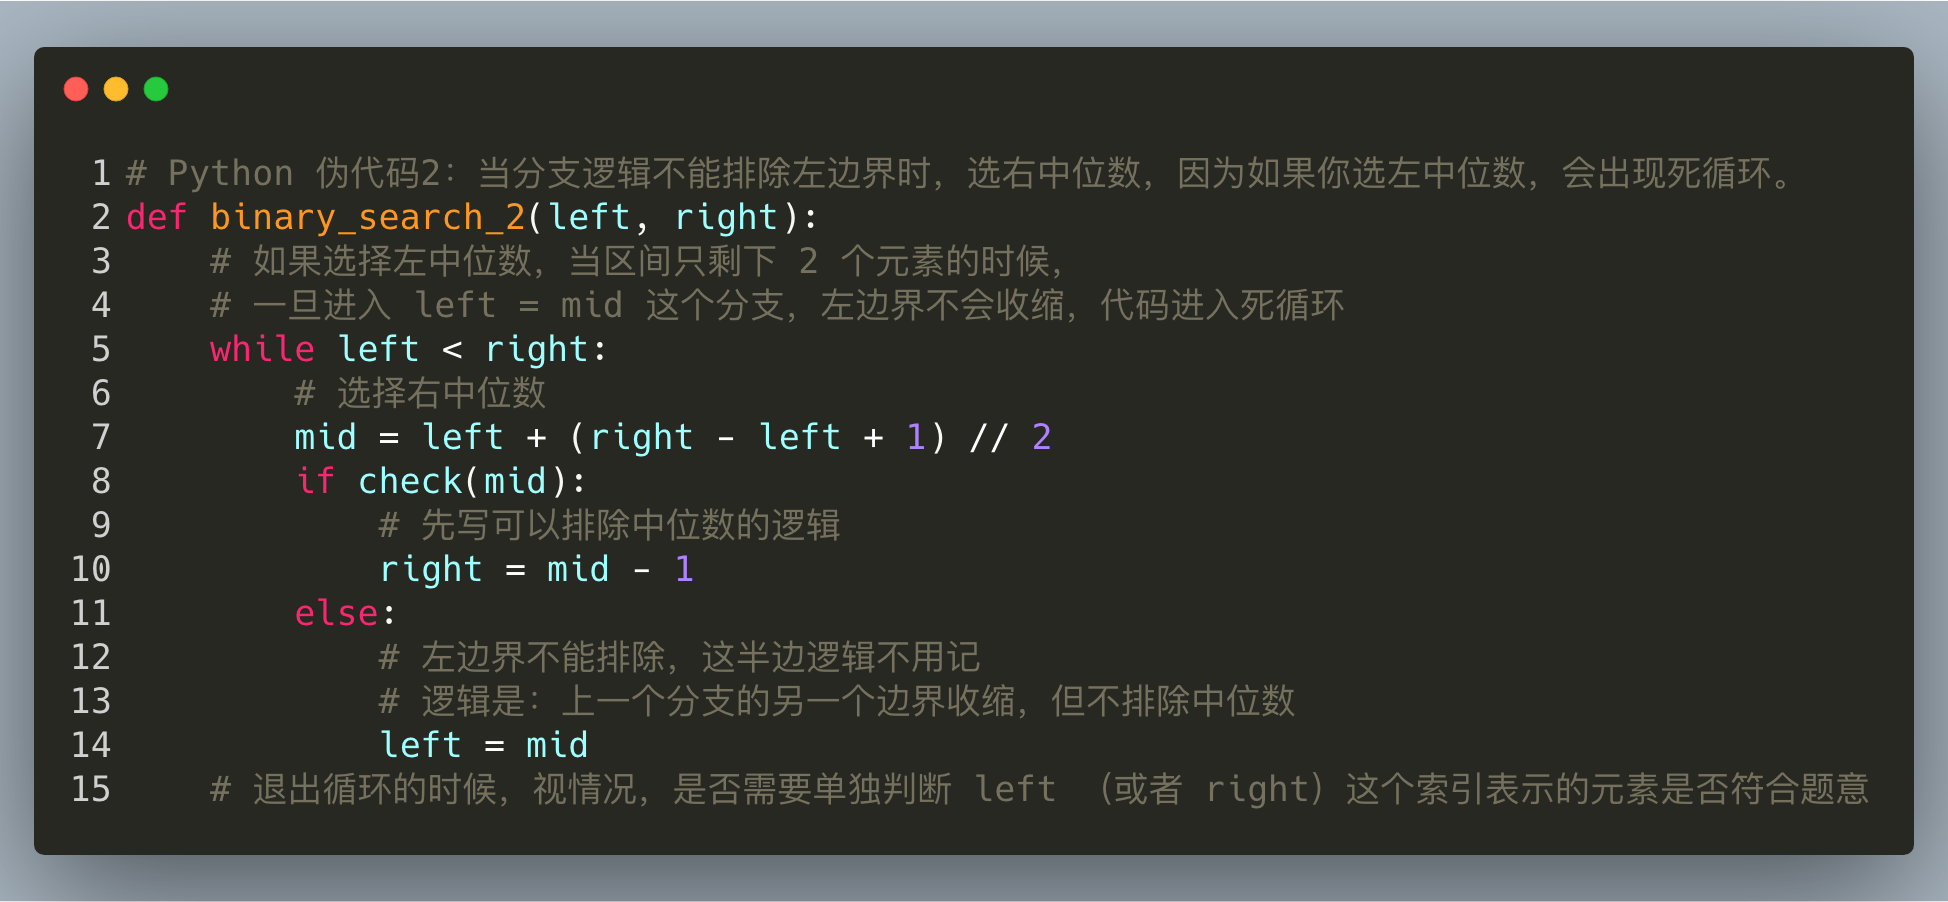 1 # Python 伪代码2：当分支逻辑不能排除左边界时，选右中位数，因为如果你选左中位数，会出现死循环。
2 def binary_search_2(left, right):
3     # 如果选择左中位数，当区间只剩下 2 个元素的时候，
4     # 一旦进入 left = mid 这个分支，左边界不会收缩，代码进入死循环
5     while left < right:
6         # 选择右中位数
7         mid = left + (right - left + 1) // 2
8         if check(mid):
9             # 先写可以排除中位数的逻辑
10             right = mid - 1
11         else:
12             # 左边界不能排除，这半边逻辑不用记
13             # 逻辑是：上一个分支的另一个边界收缩，但不排除中位数
14             left = mid
15     # 退出循环的时候，视情况，是否需要单独判断 left （或者 right）这个索引表示的元素是否符合题意